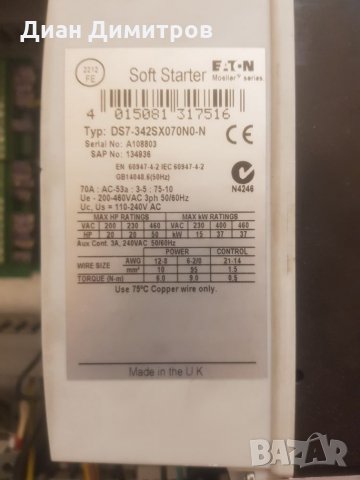 Диан Димитров
2212
FE
Soft Starter
EATON
Moeller® series
4 015081 317516
Typ: DS7-342SX070N0-N
Serial No: A108803
SAP No: 134936
CE
N4246
EN 60947-4-2 IEC 60947-4-2
GB14048.6(50Hz)
70A : AC-53a : 3-5 : 75-10
Ue - 200-460VAC 3ph 50/60Hz
Uc, Us = 110-240V AC
MAX HP RATINGS MAX kW RATINGS
VAC 200 230 460 VAC 230 400 460
HP 20 20 50 kW 15 37 37
Aux Cont. 3A, 240VAC 50/60Hz
POWER CONTROL
WIRE SIZE AWG 12-8 6-2/0 21-14
mm² 10 95 1.5
TORQUE (N-m) 6.0 9.0 0.5
Use 75°C Copper wire only.
Made in the U K
bazar